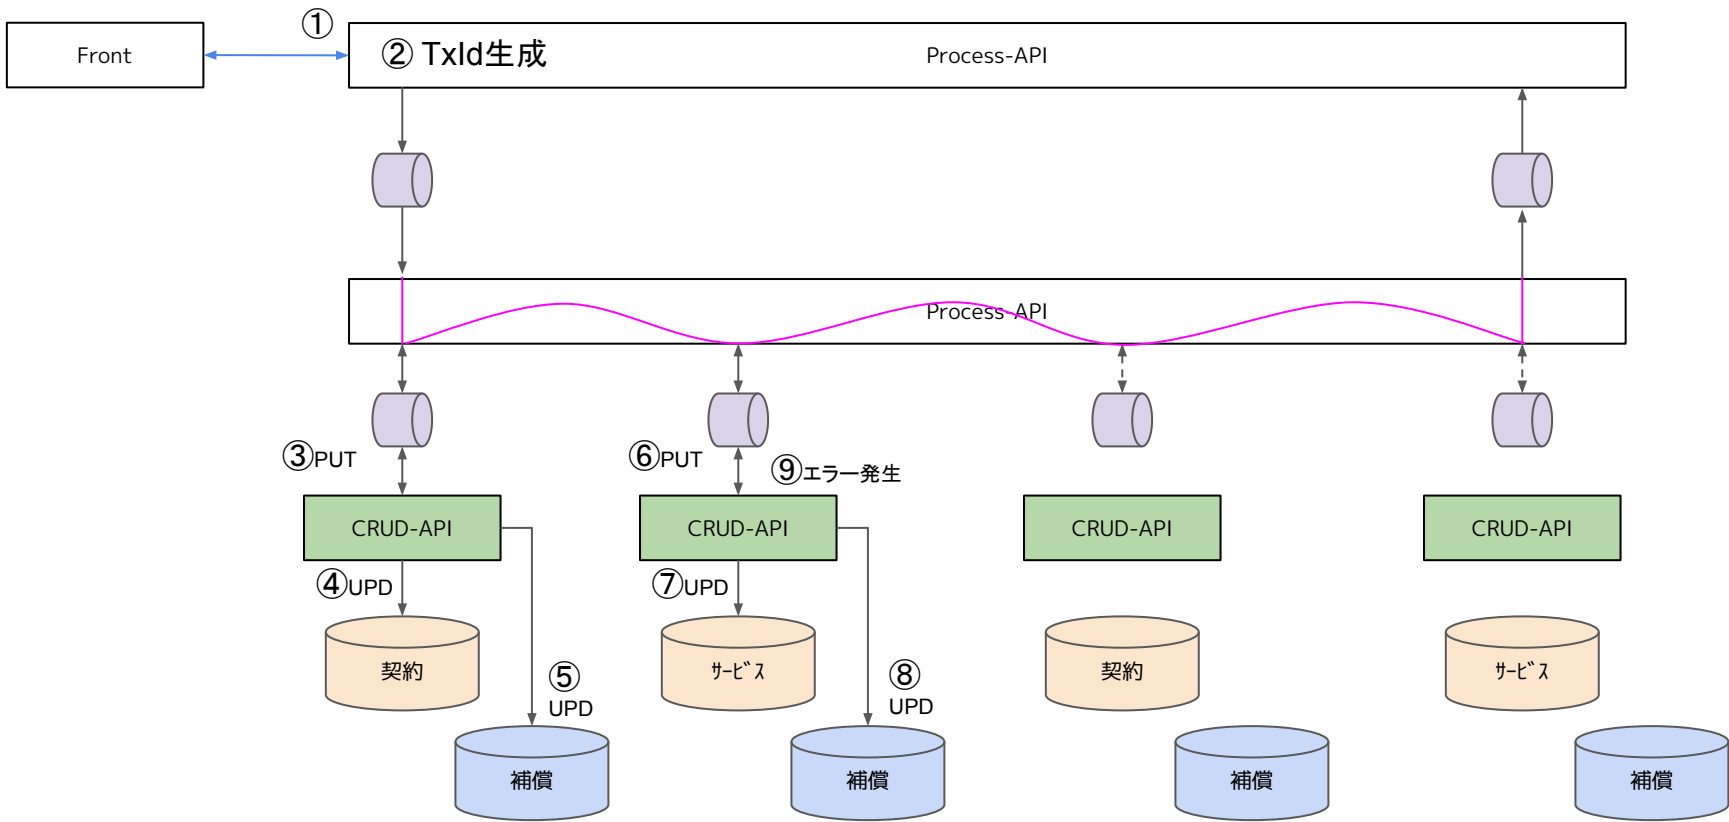 ①
Front
② TxId生成
Process-API
Process-API
③PUT
⑥PUT
⑨エラー発生
CRUD-API
CRUD-API
CRUD-API
CRUD-API
④UPD
⑦UPD
契約
ｻｰﾋﾞｽ
契約
ｻｰﾋﾞｽ
⑤
UPD
⑧
UPD
補償
補償
補償
補償